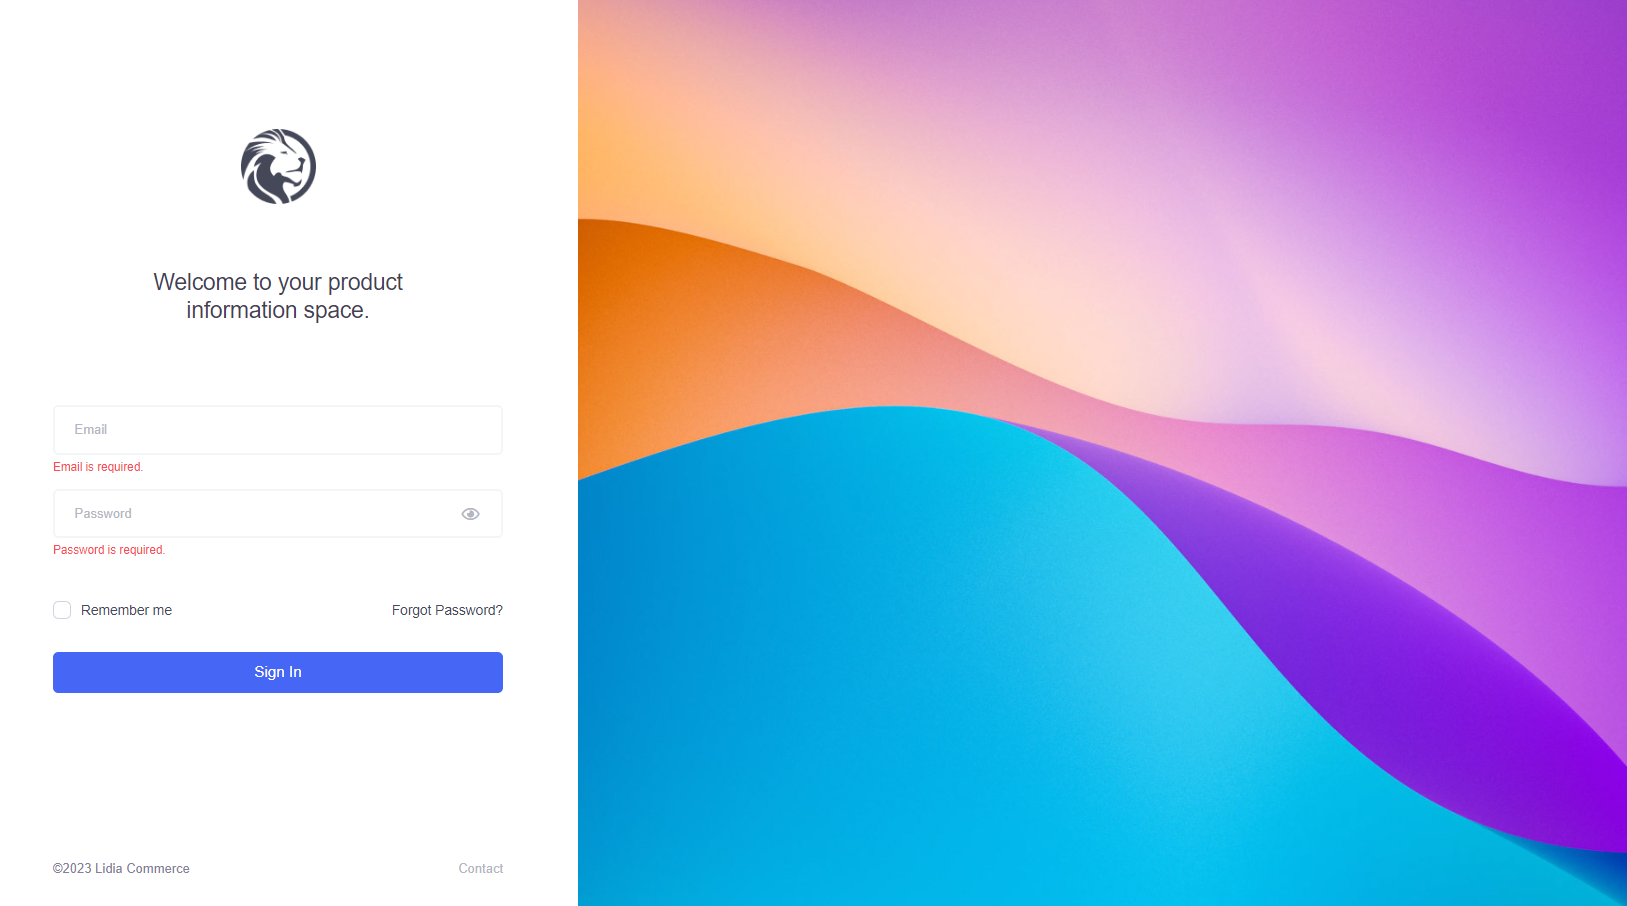 Welcome to your product
information space.
Email
Email is required.
Password
Password is required.
Remember me
Forgot Password?
Sign In
©2023 Lidia Commerce
Contact